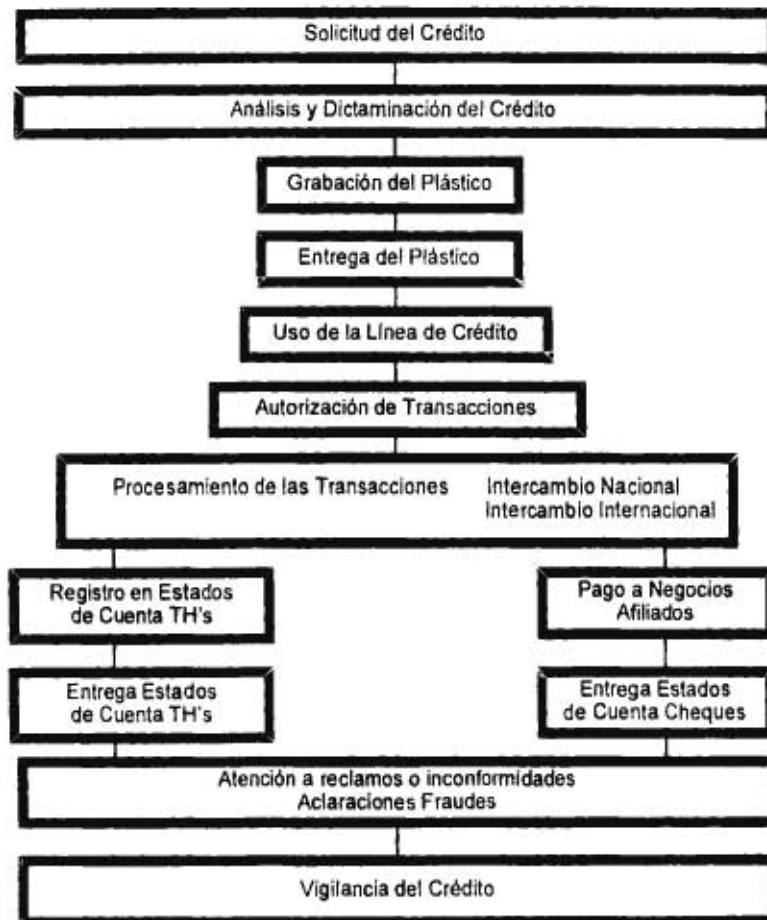 Solicitud del Crédito
Análisis y Dictaminación del Crédito
Grabación del Plástico
Entrega del Plástico
Uso de la Línea de Crédito
Autorización de Transacciones
Procesamiento de las Transacciones Intercambio Nacional
Intercambio Internacional
Registro en Estados
de Cuenta TH's
Pago a Negocios
Afiliados
Entrega Estados
de Cuenta TH's
Entrega Estados
de Cuenta Cheques
Atención a reclamos o inconformidades
Aclaraciones Fraudes
Vigilancia del Crédito